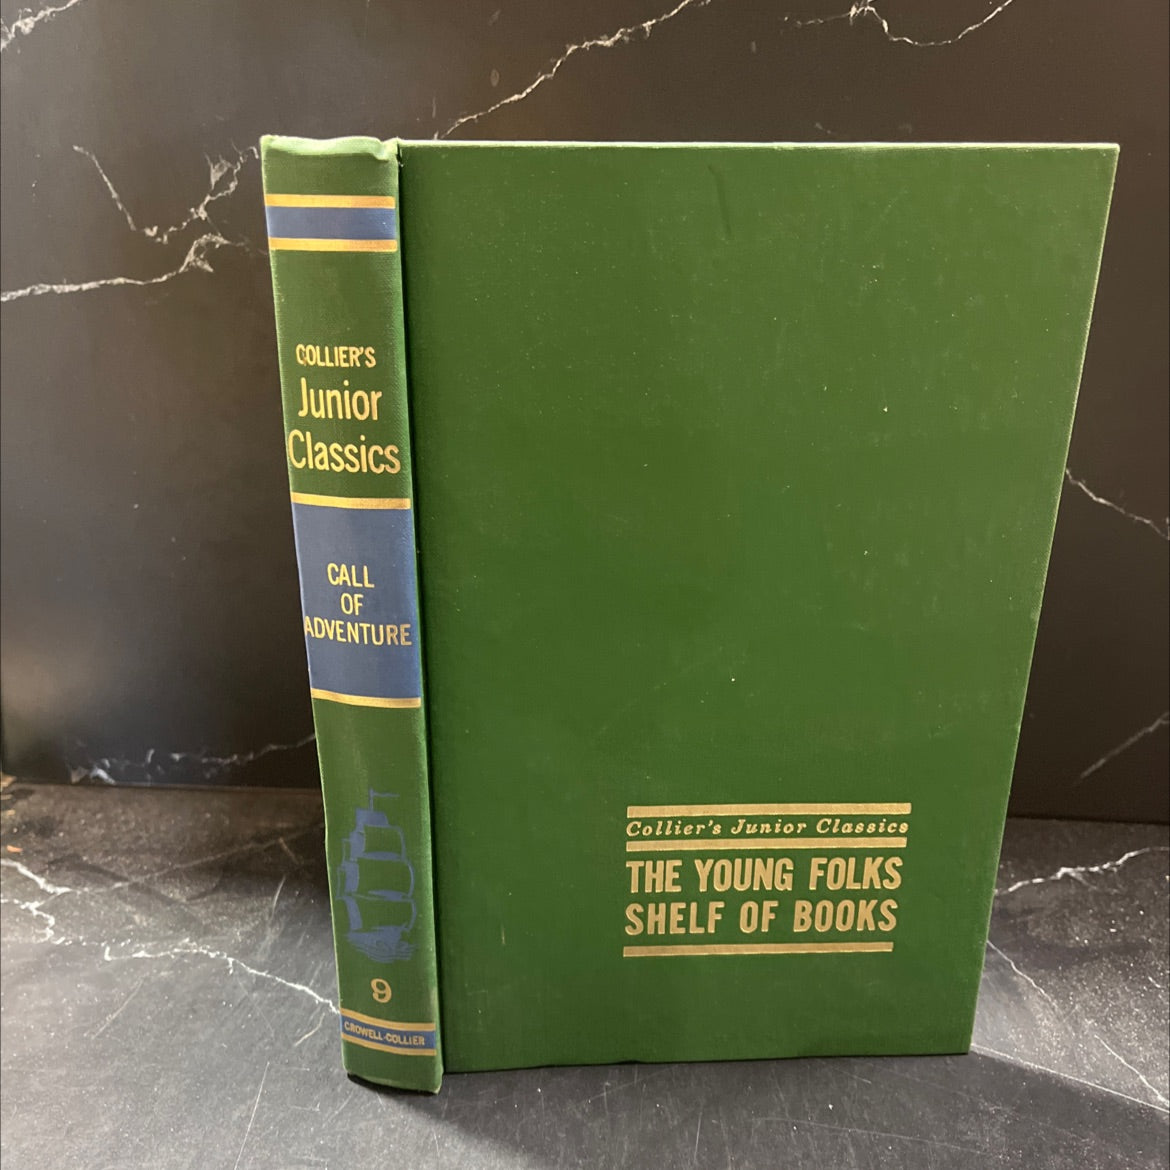 COLLIER'S
Junior
Classics
CALL
OF
ADVENTURE
9
CROWELL-COLLIER
Collier's Junior Classics
THE YOUNG FOLKS
SHELF OF BOOKS